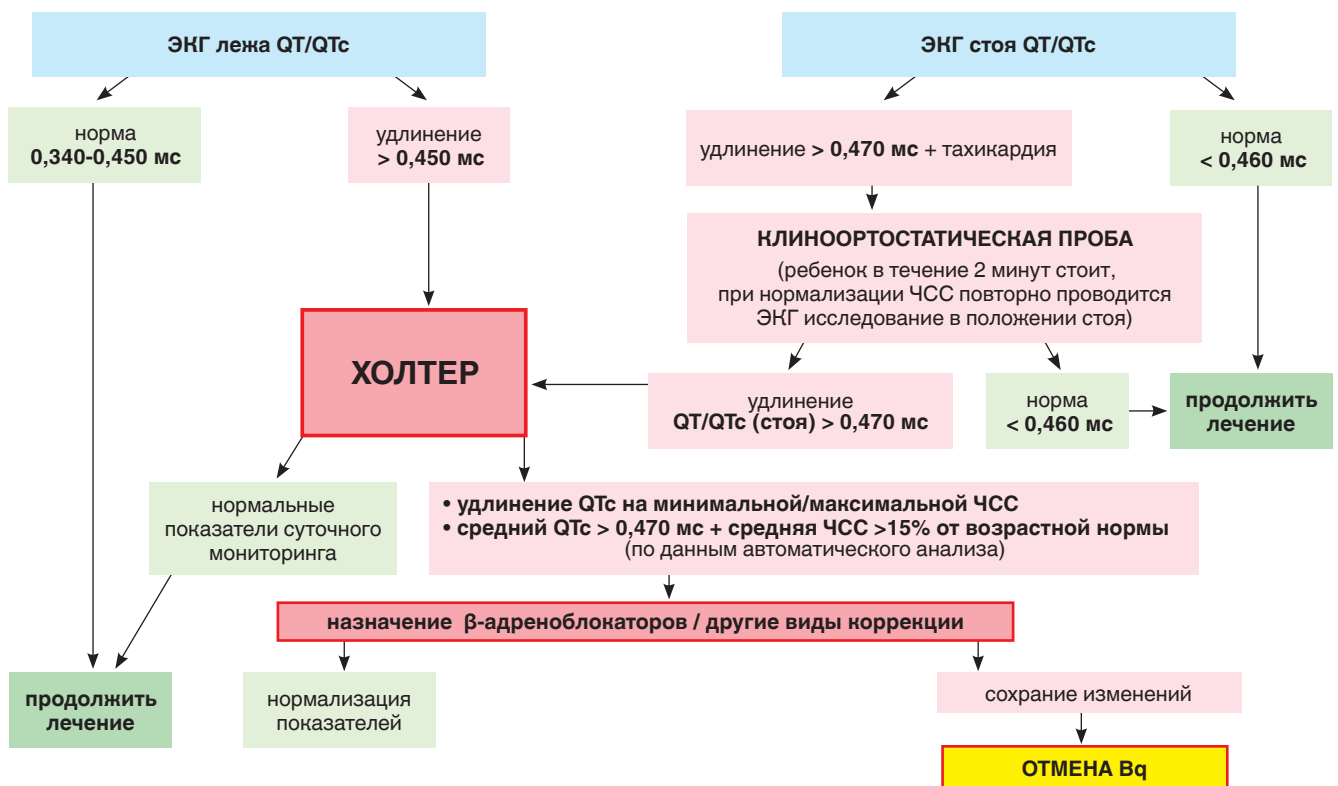 ЭКГ лежа QT/QTc
ЭКГ стоя QT/QTc
норма
0,340-0,450 мс
удлинение
> 0,450 мс
удлинение > 0,470 мс + тахикардия
норма
< 0,460 мс
КЛИНООРТОСТАТИЧЕСКАЯ ПРОБА
(ребенок в течение 2 минут стоит,
при нормализации ЧСС повторно проводится
ЭКГ исследование в положении стоя)
ХОЛТЕР
удлинение
QT/QTc (стоя) > 0,470 мс
норма
< 0,460 мс
продолжить
лечение
нормальные
показатели суточного
мониторинга
• удлинение QTc на минимальной/максимальной ЧСС
• средний QTc > 0,470 мс + средняя ЧСС >15% от возрастной нормы
(по данным автоматического анализа)
назначение β-адреноблокаторов / другие виды коррекции
продолжить
лечение
нормализация
показателей
сохрание изменений
ОТМЕНА Bq